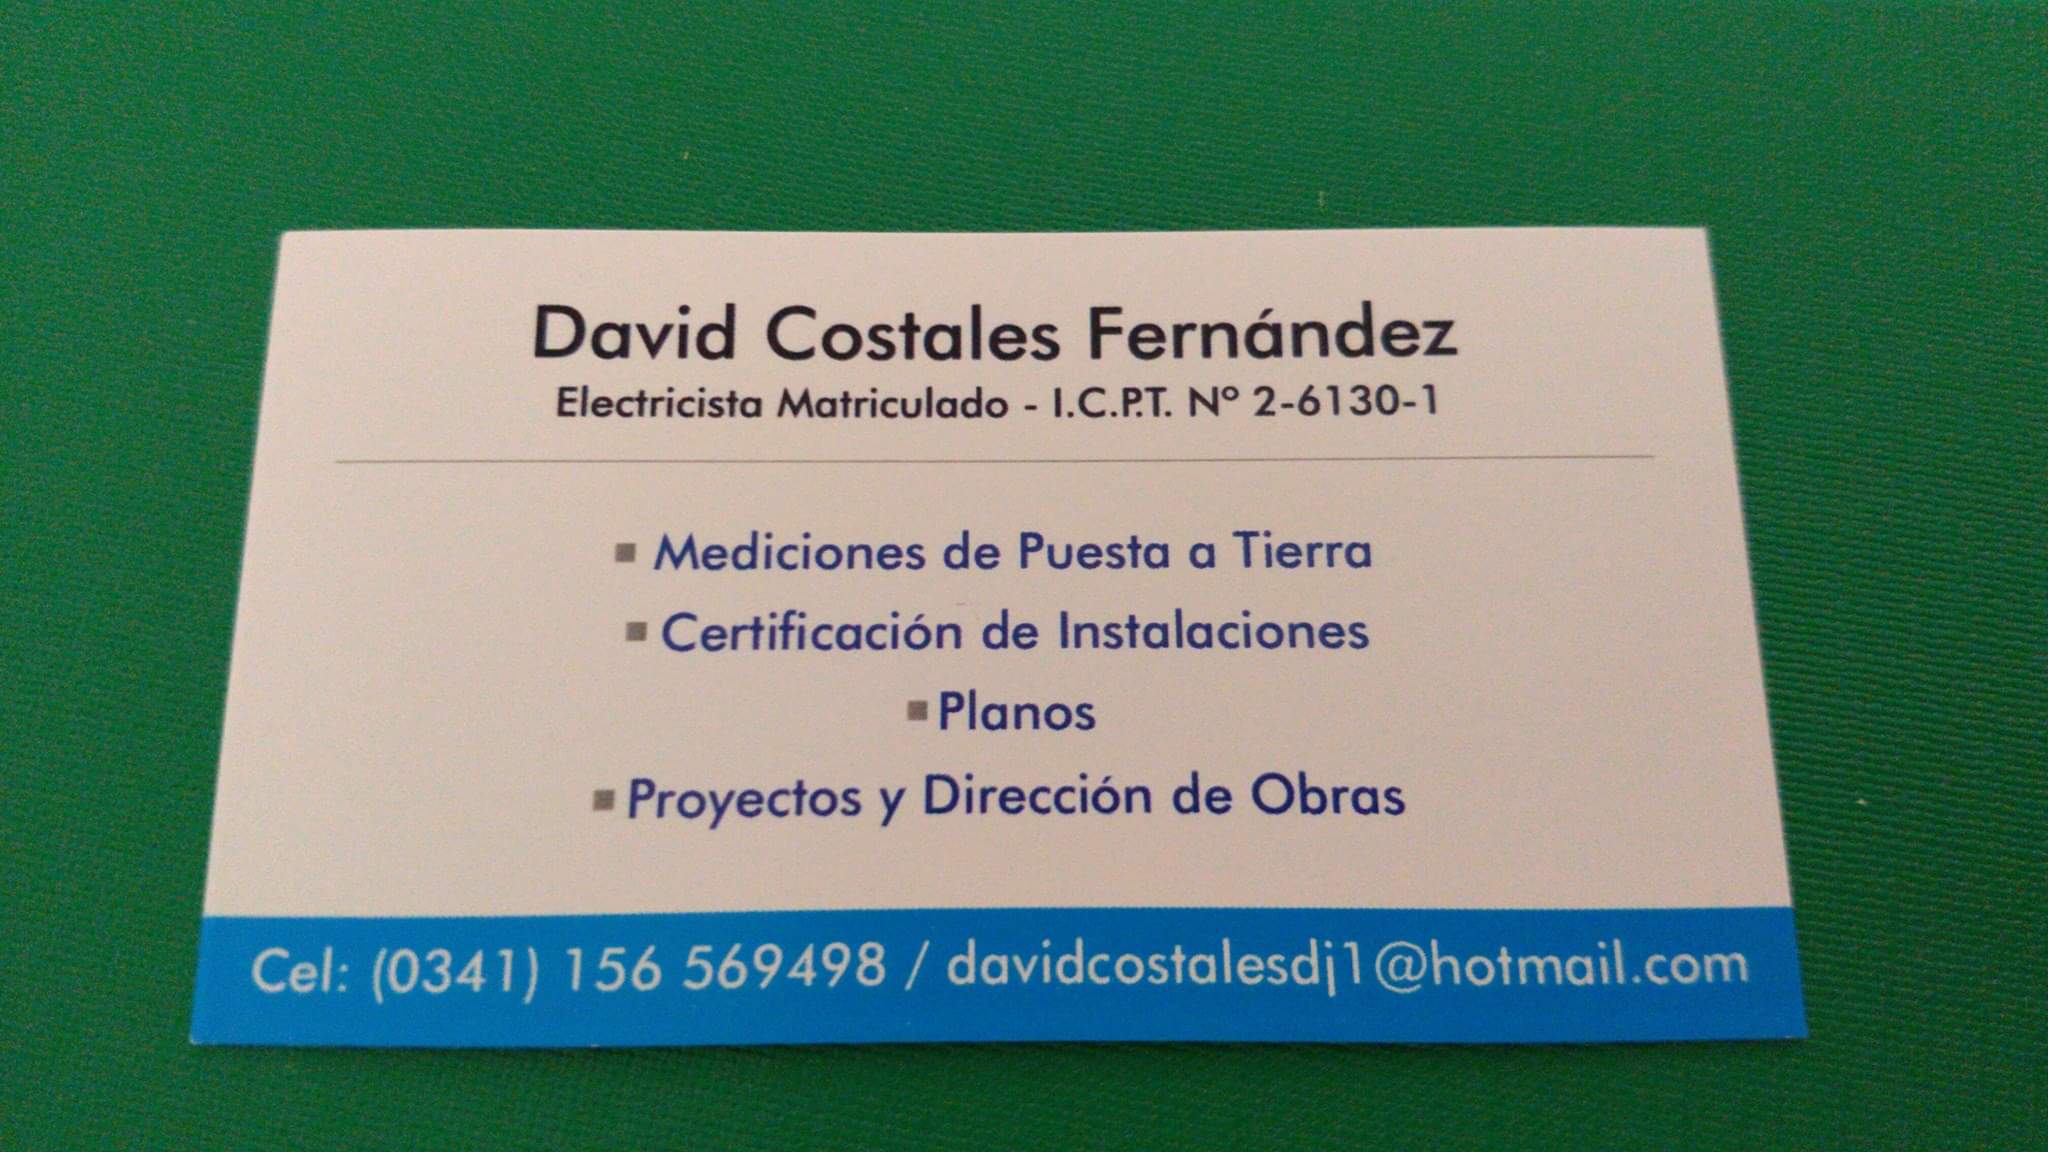 David Costales Fernández
Electricista Matriculado - I.C.P.T. Nº 2-6130-1
▪ Mediciones de Puesta a Tierra
▪ Certificación de Instalaciones
▪ Planos
▪ Proyectos y Dirección de Obras
Cel: (0341) 156 569498 / davidcostalesdj1@hotmail.com